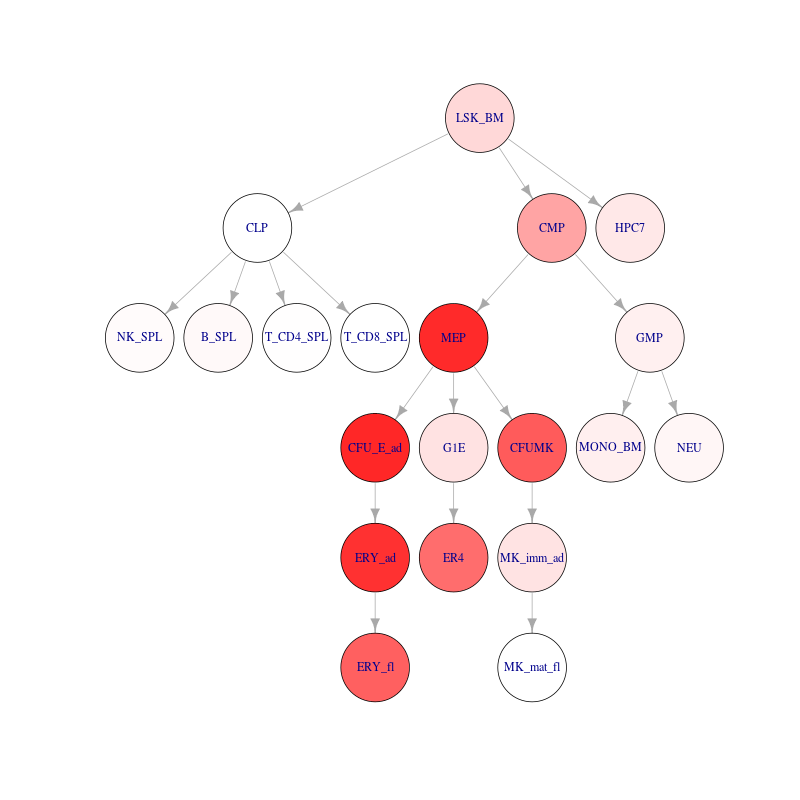 LSK_BM
CLP
CMP
HPC7
NK_SPL
B_SPL
T_CD4_SPL
T_CD8_SPL
MEP
GMP
CFU_E_ad
G1E
CFUMK
MONO_BM
NEU
ERY_ad
ER4
MK_imm_ad
ERY_fl
MK_mat_fl